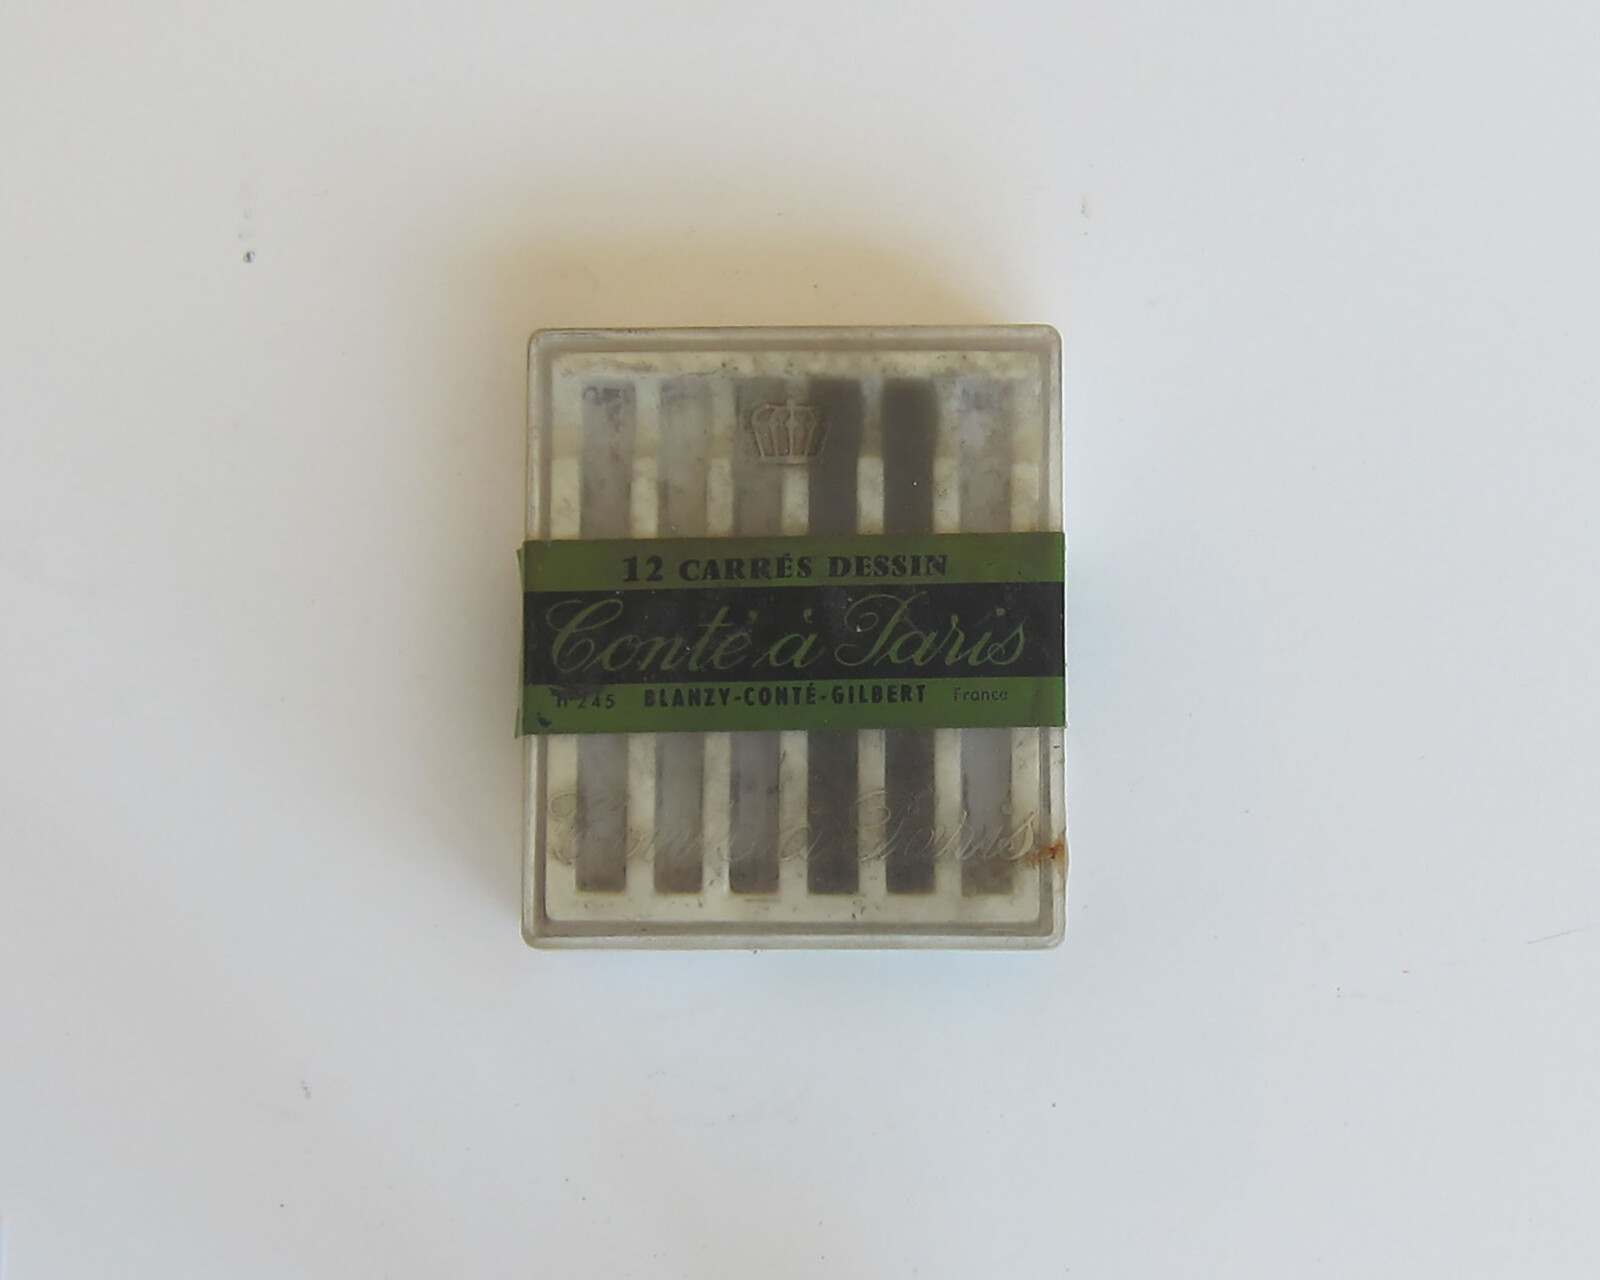 12 CARRÉS DESSIN
Conté à Paris
n° 245 BLANZY-CONTÉ-GILBERT France
Conté à Paris